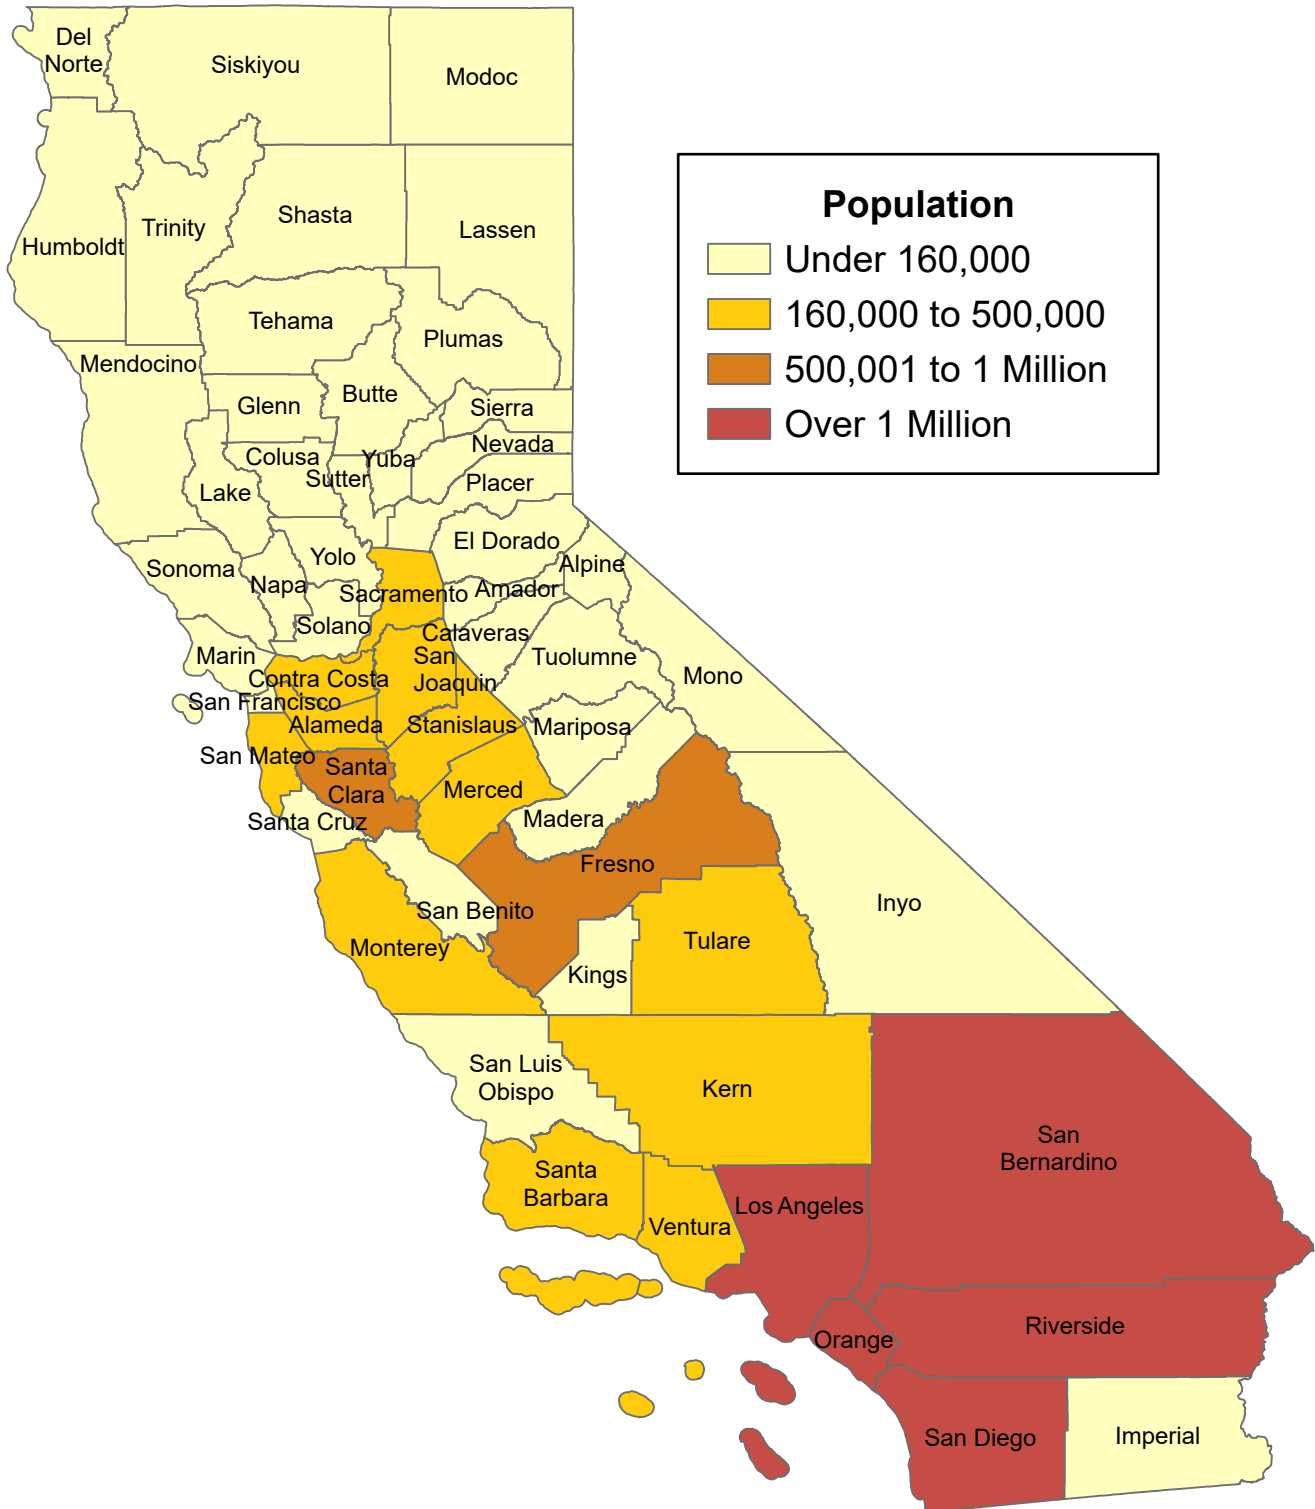 Del
Norte
Siskiyou
Modoc
Humboldt
Trinity
Shasta
Lassen
Tehama
Plumas
Mendocino
Glenn
Butte
Sierra
Colusa
Sutter
Yuba
Nevada
Lake
Placer
Sonoma
Napa
Yolo
El Dorado
Alpine
Sacramento
Amador
Solano
Calaveras
Marin
Contra Costa
San
Joaquin
Tuolumne
Mono
San Francisco
Alameda
Stanislaus
Mariposa
San Mateo
Santa
Clara
Merced
Santa Cruz
Madera
Fresno
San Benito
Monterey
Kings
Tulare
Inyo
San Luis
Obispo
Kern
San
Bernardino
Santa
Barbara
Ventura
Los Angeles
Orange
Riverside
San Diego
Imperial
Population
Under 160,000
160,000 to 500,000
500,001 to 1 Million
Over 1 Million